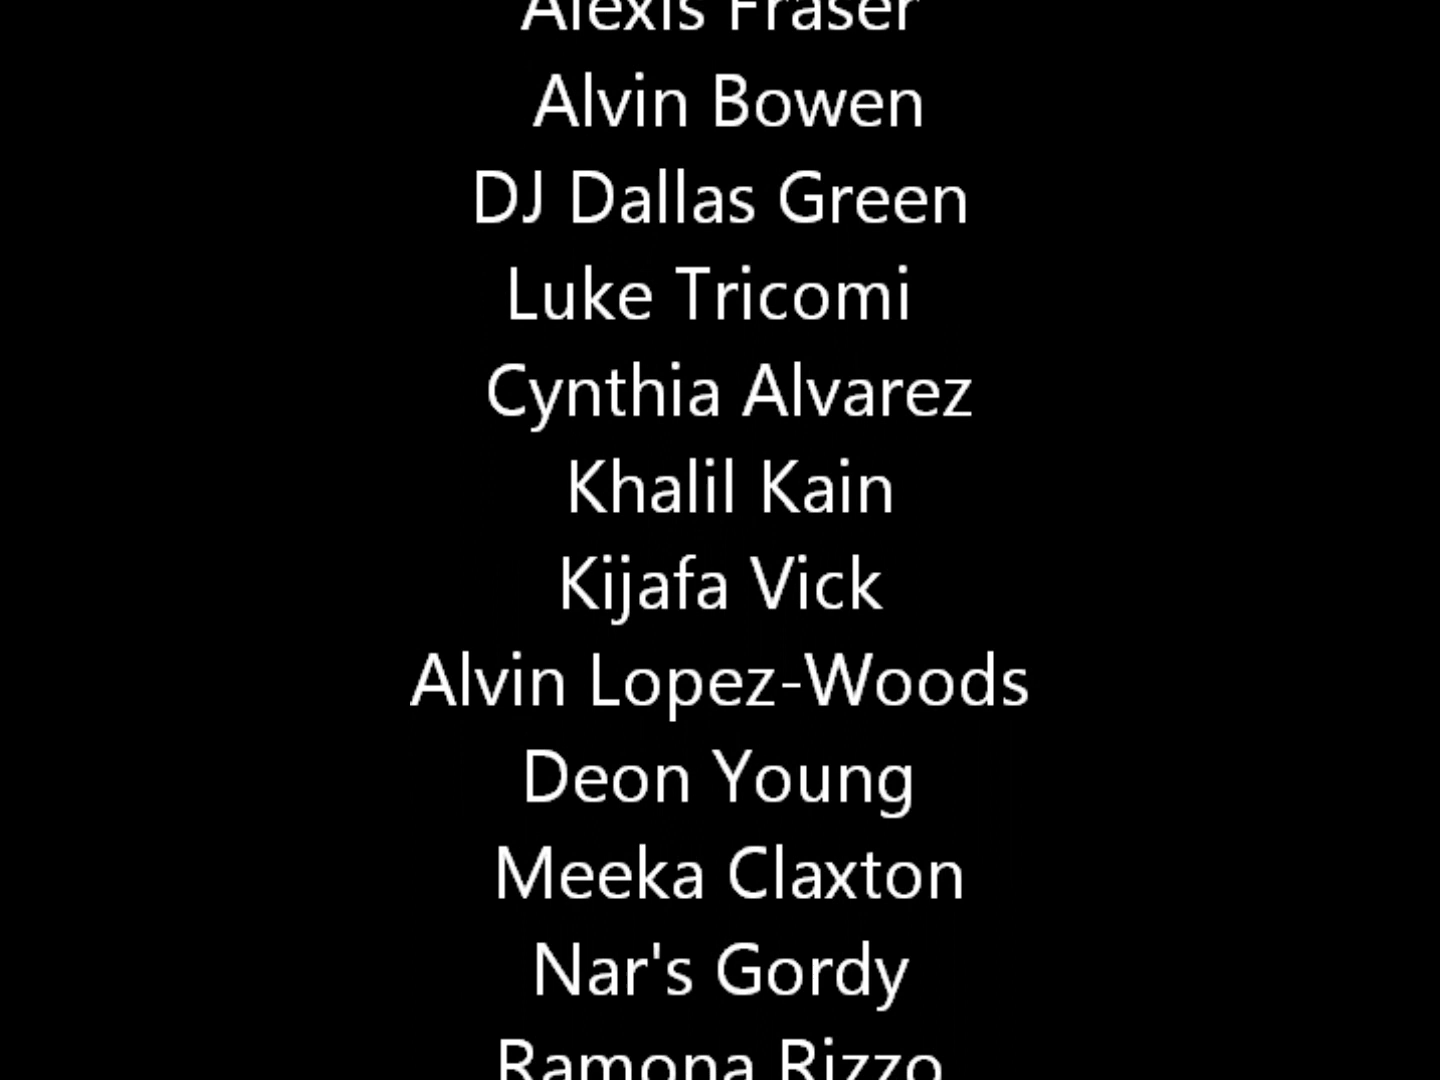 Alexis Fraser
Alvin Bowen
DJ Dallas Green
Luke Tricomi
Cynthia Alvarez
Khalil Kain
Kijafa Vick
Alvin Lopez-Woods
Deon Young
Meeka Claxton
Nar's Gordy
Ramona Rizzo